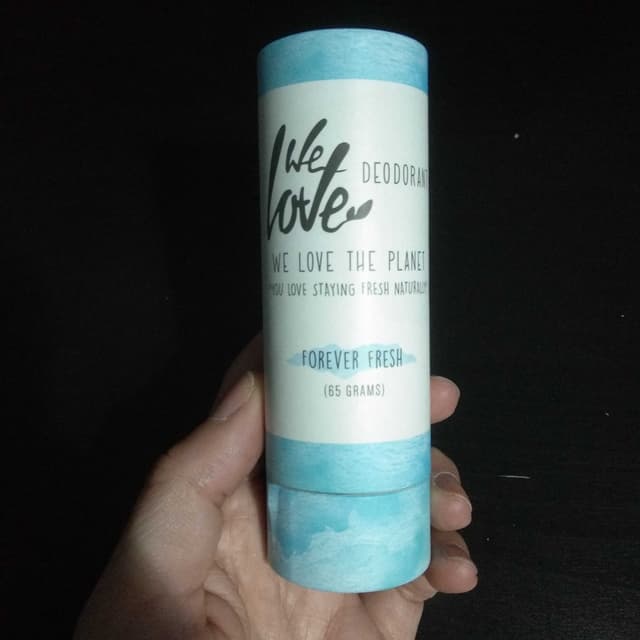 We
love
DEODORANT
WE LOVE THE PLANET
"YOU LOVE STAYING FRESH NATURALLY"
FOREVER FRESH
(65 GRAMS)